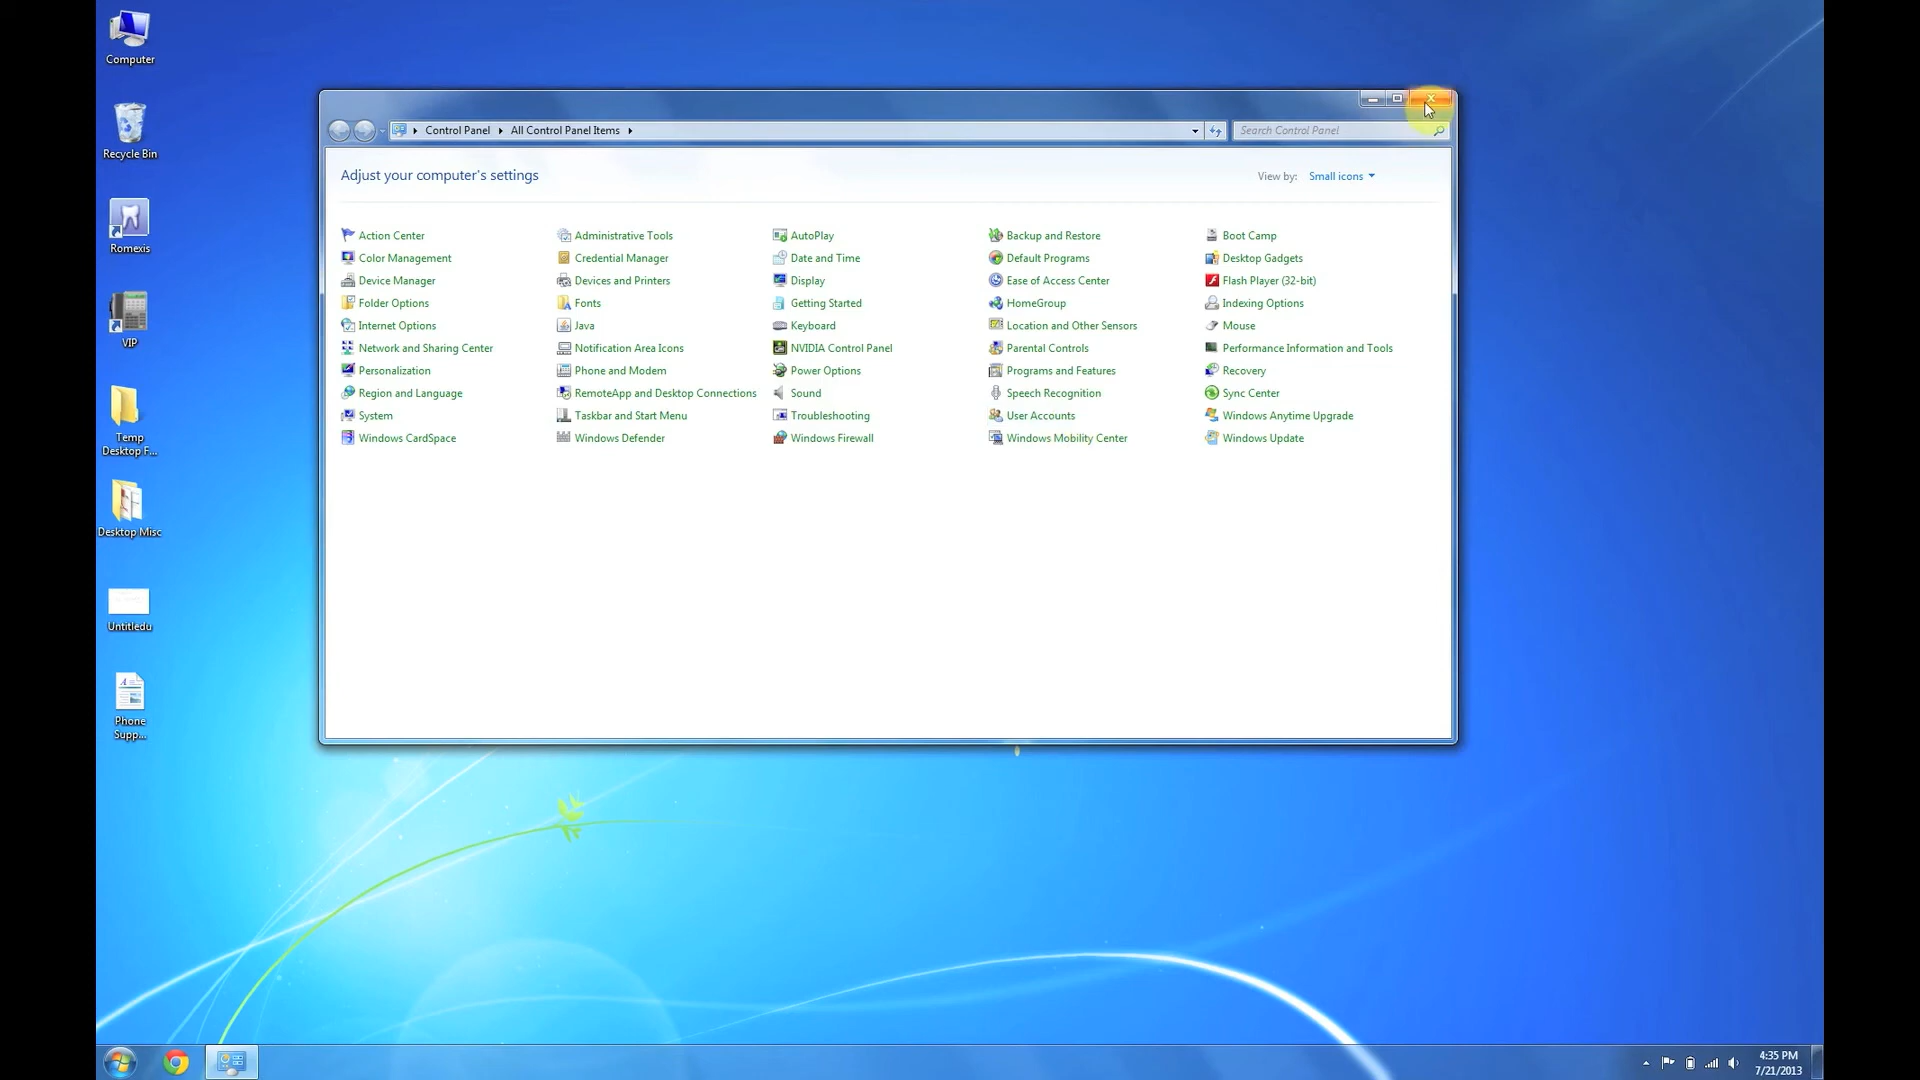 Computer
Recycle Bin
Romexis
VIP
Temp
Desktop F...
Desktop Misc
Untitledu
Phone
Supp...
Control Panel
All Control Panel Items
Search Control Panel
Adjust your computer's settings
View by: Small icons
Action Center
Administrative Tools
AutoPlay
Backup and Restore
Boot Camp
Color Management
Credential Manager
Date and Time
Default Programs
Desktop Gadgets
Device Manager
Devices and Printers
Display
Ease of Access Center
Flash Player (32-bit)
Folder Options
Fonts
Getting Started
HomeGroup
Indexing Options
Internet Options
Java
Keyboard
Location and Other Sensors
Mouse
Network and Sharing Center
Notification Area Icons
NVIDIA Control Panel
Parental Controls
Performance Information and Tools
Personalization
Phone and Modem
Power Options
Programs and Features
Recovery
Region and Language
RemoteApp and Desktop Connections
Sound
Speech Recognition
Sync Center
System
Taskbar and Start Menu
Troubleshooting
User Accounts
Windows Anytime Upgrade
Windows CardSpace
Windows Defender
Windows Firewall
Windows Mobility Center
Windows Update
4:35 PM
7/21/2013